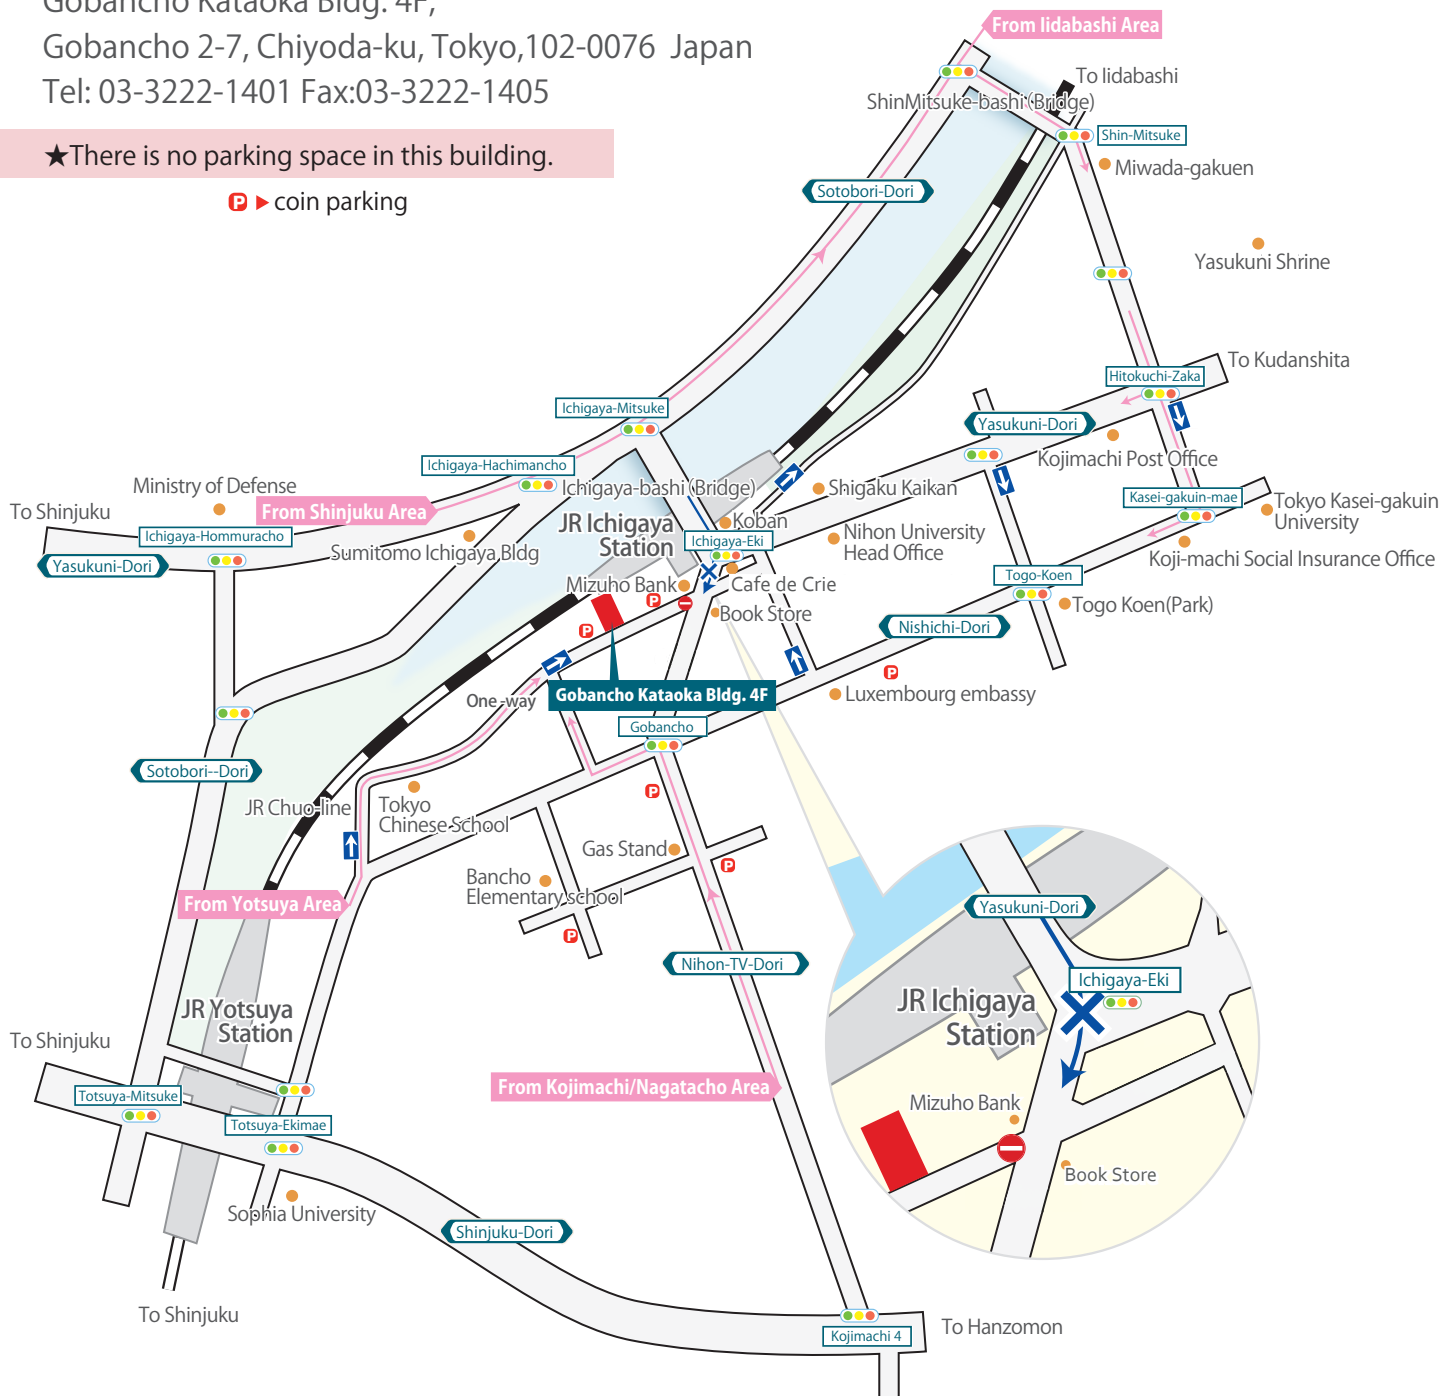 Gobancho Kataoka Bldg. 4F,
Gobancho 2-7, Chiyoda-ku, Tokyo,102-0076 Japan
Tel: 03-3222-1401 Fax:03-3222-1405
★There is no parking space in this building.
P ▶ coin parking
From Iidabashi Area
To Iidabashi
ShinMitsuke-bashi (Bridge)
Shin-Mitsuke
Miwada-gakuen
Sotobori-Dori
Yasukuni Shrine
To Kudanshita
Hitokuchi-Zaka
Ichigaya-Mitsuke
Yasukuni-Dori
Kojimachi Post Office
Ichigaya-Hachimancho
Ministry of Defense
Ichigaya-bashi (Bridge)
Shigaku Kaikan
Kasei-gakuin-mae
Tokyo Kasei-gakuin
University
To Shinjuku
From Shinjuku Area
JR Ichigaya
Station
Koban
Nihon University
Head Office
Ichigaya-Hommuracho
Sumitomo Ichigaya Bldg
Ichigaya-Eki
Koji-machi Social Insurance Office
Yasukuni-Dori
Togo-Koen
Mizuho Bank
Cafe de Crie
P
Togo Koen(Park)
Book Store
P
Nishichi-Dori
P
One-way
Gobancho Kataoka Bldg. 4F
Luxembourg embassy
Gobancho
Sotobori--Dori
P
JR Chuo-line
Tokyo
Chinese School
Gas Stand
P
Bancho
Elementary school
From Yotsuya Area
P
Yasukuni-Dori
Nihon-TV-Dori
Ichigaya-Eki
JR Ichigaya
Station
JR Yotsuya
Station
To Shinjuku
From Kojimachi/Nagatacho Area
Totsuya-Mitsuke
Mizuho Bank
Totsuya-Ekimae
Book Store
Sophia University
Shinjuku-Dori
To Shinjuku
To Hanzomon
Kojimachi 4